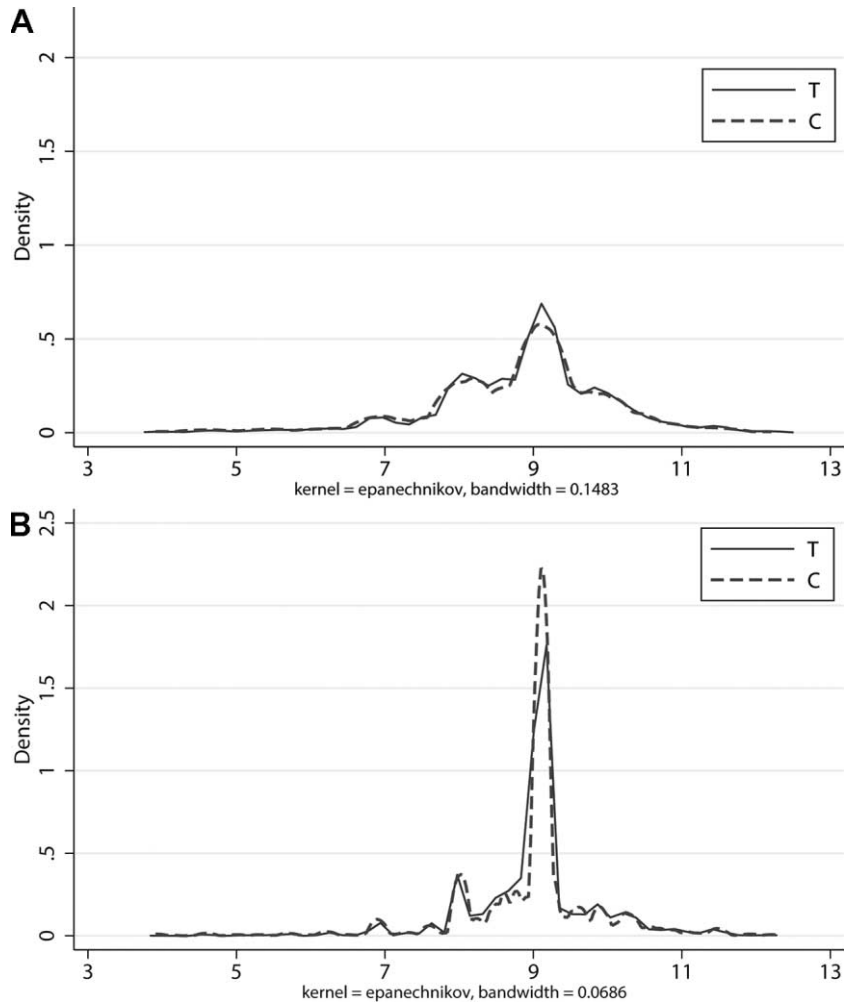 A
2
1.5
1
.5
0
Density
T
C
3 5 7 9 11 13
kernel = epanechnikov, bandwidth = 0.1483
B
2.5
2
1.5
1
.5
0
Density
T
C
3 5 7 9 11 13
kernel = epanechnikov, bandwidth = 0.0686